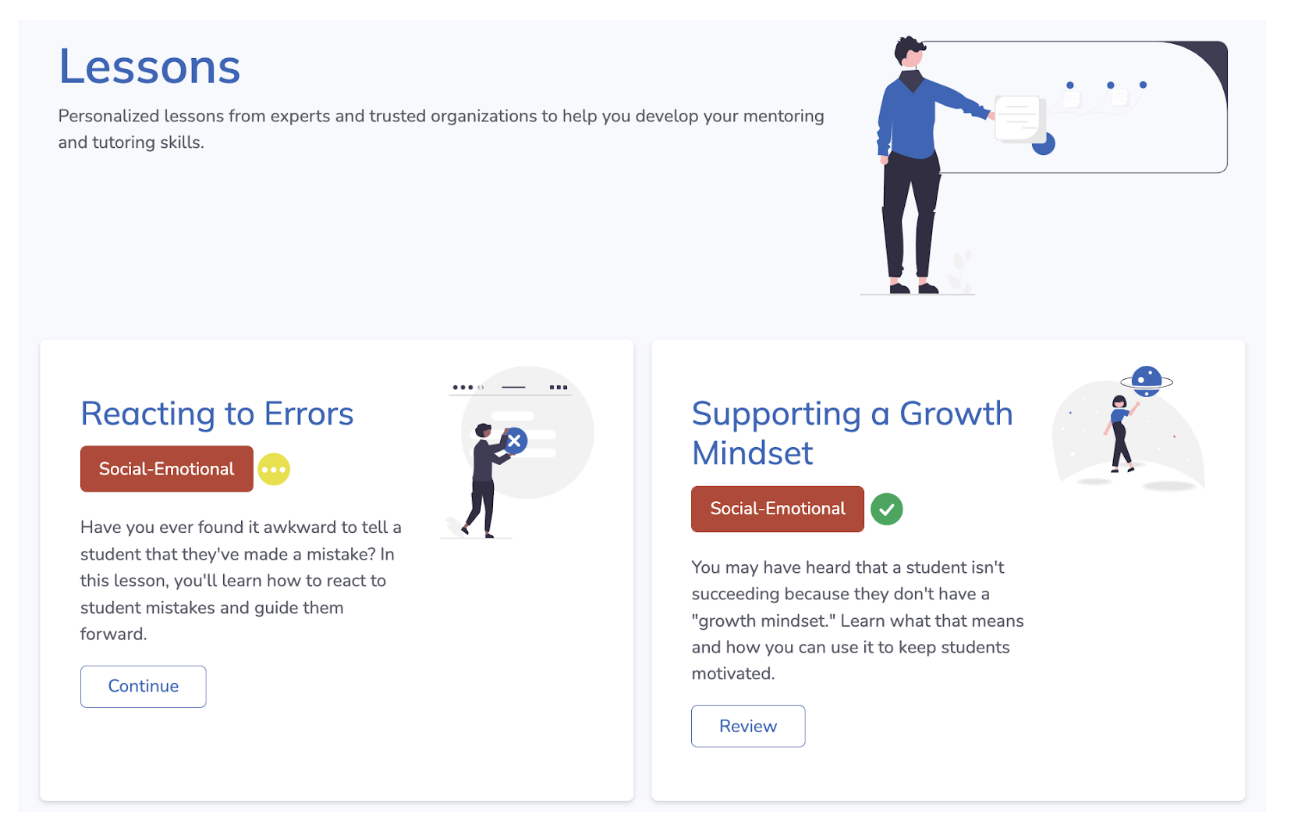 Lessons
Personalized lessons from experts and trusted organizations to help you develop your mentoring
and tutoring skills.
Reacting to Errors
Social-Emotional
Have you ever found it awkward to tell a
student that they've made a mistake? In
this lesson, you'll learn how to react to
student mistakes and guide them
forward.
Continue
Supporting a Growth
Mindset
Social-Emotional
You may have heard that a student isn't
succeeding because they don't have a
"growth mindset." Learn what that means
and how you can use it to keep students
motivated.
Review